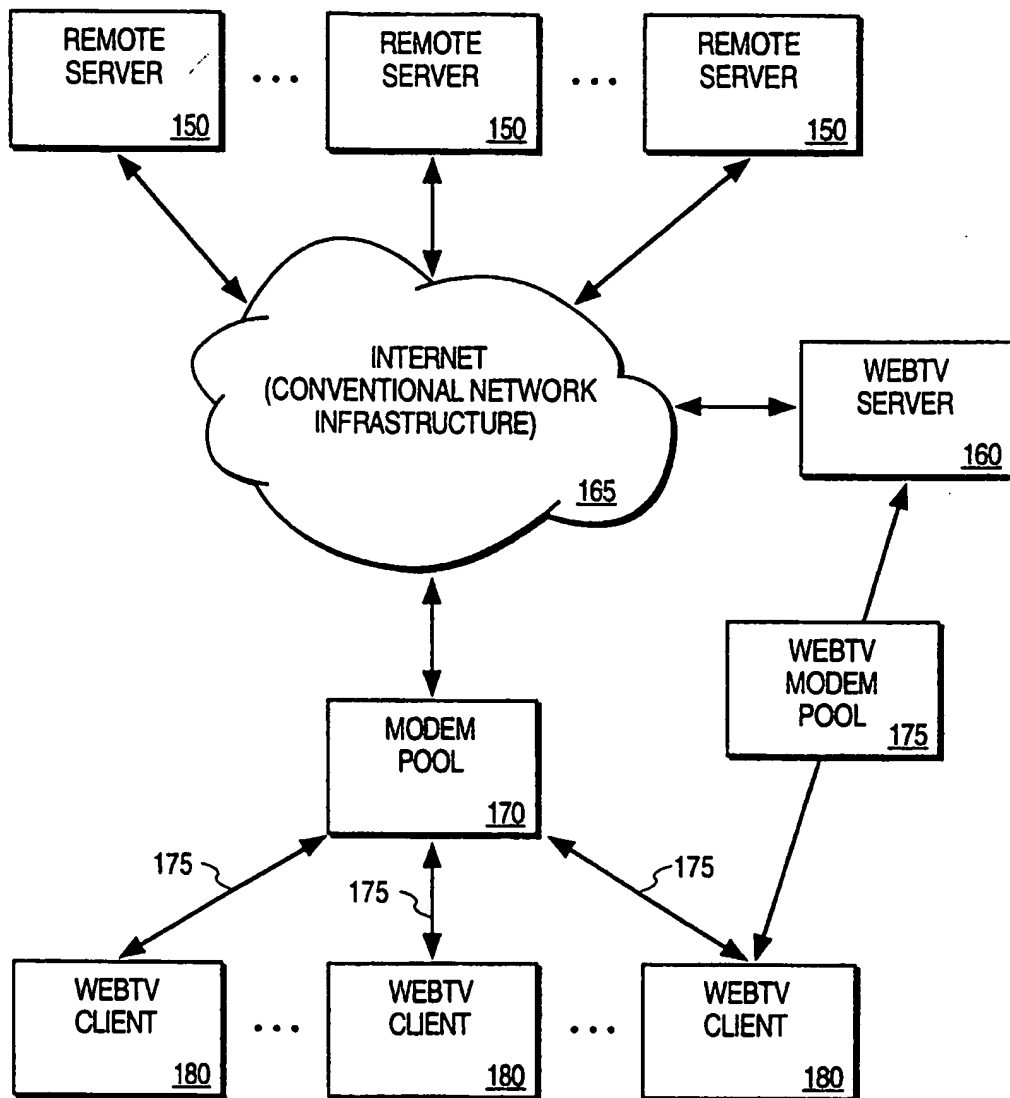 REMOTE
SERVER
150
REMOTE
SERVER
150
REMOTE
SERVER
150
INTERNET
(CONVENTIONAL NETWORK
INFRASTRUCTURE)
165
WEBTV
SERVER
160
WEBTV
MODEM
POOL
175
MODEM
POOL
170
175
175
175
WEBTV
CLIENT
180
WEBTV
CLIENT
180
WEBTV
CLIENT
180